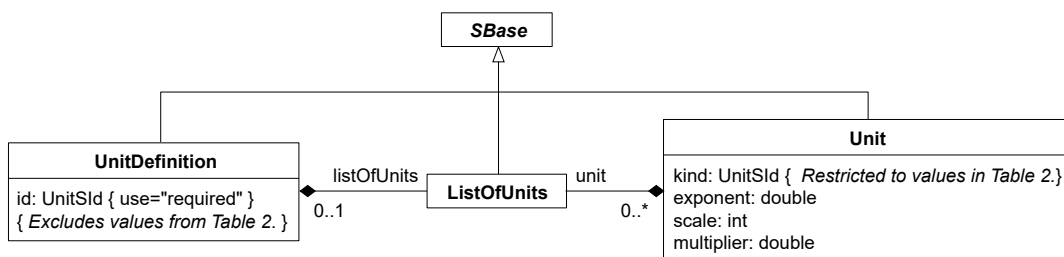 SBase
UnitDefinition
id: UnitSId { use="required" }
{ Excludes values from Table 2. }
listOfUnits
0..1
ListOfUnits
unit
0..*
Unit
kind: UnitSId { Restricted to values in Table 2.}
exponent: double
scale: int
multiplier: double